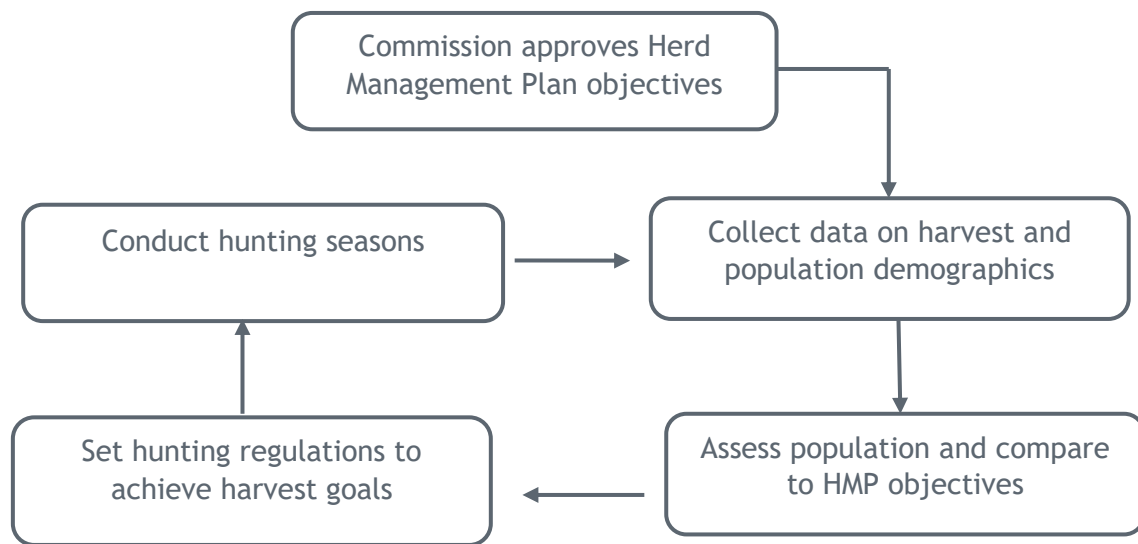 Commission approves Herd
Management Plan objectives
Conduct hunting seasons
Collect data on harvest and
population demographics
Set hunting regulations to
achieve harvest goals
Assess population and compare
to HMP objectives